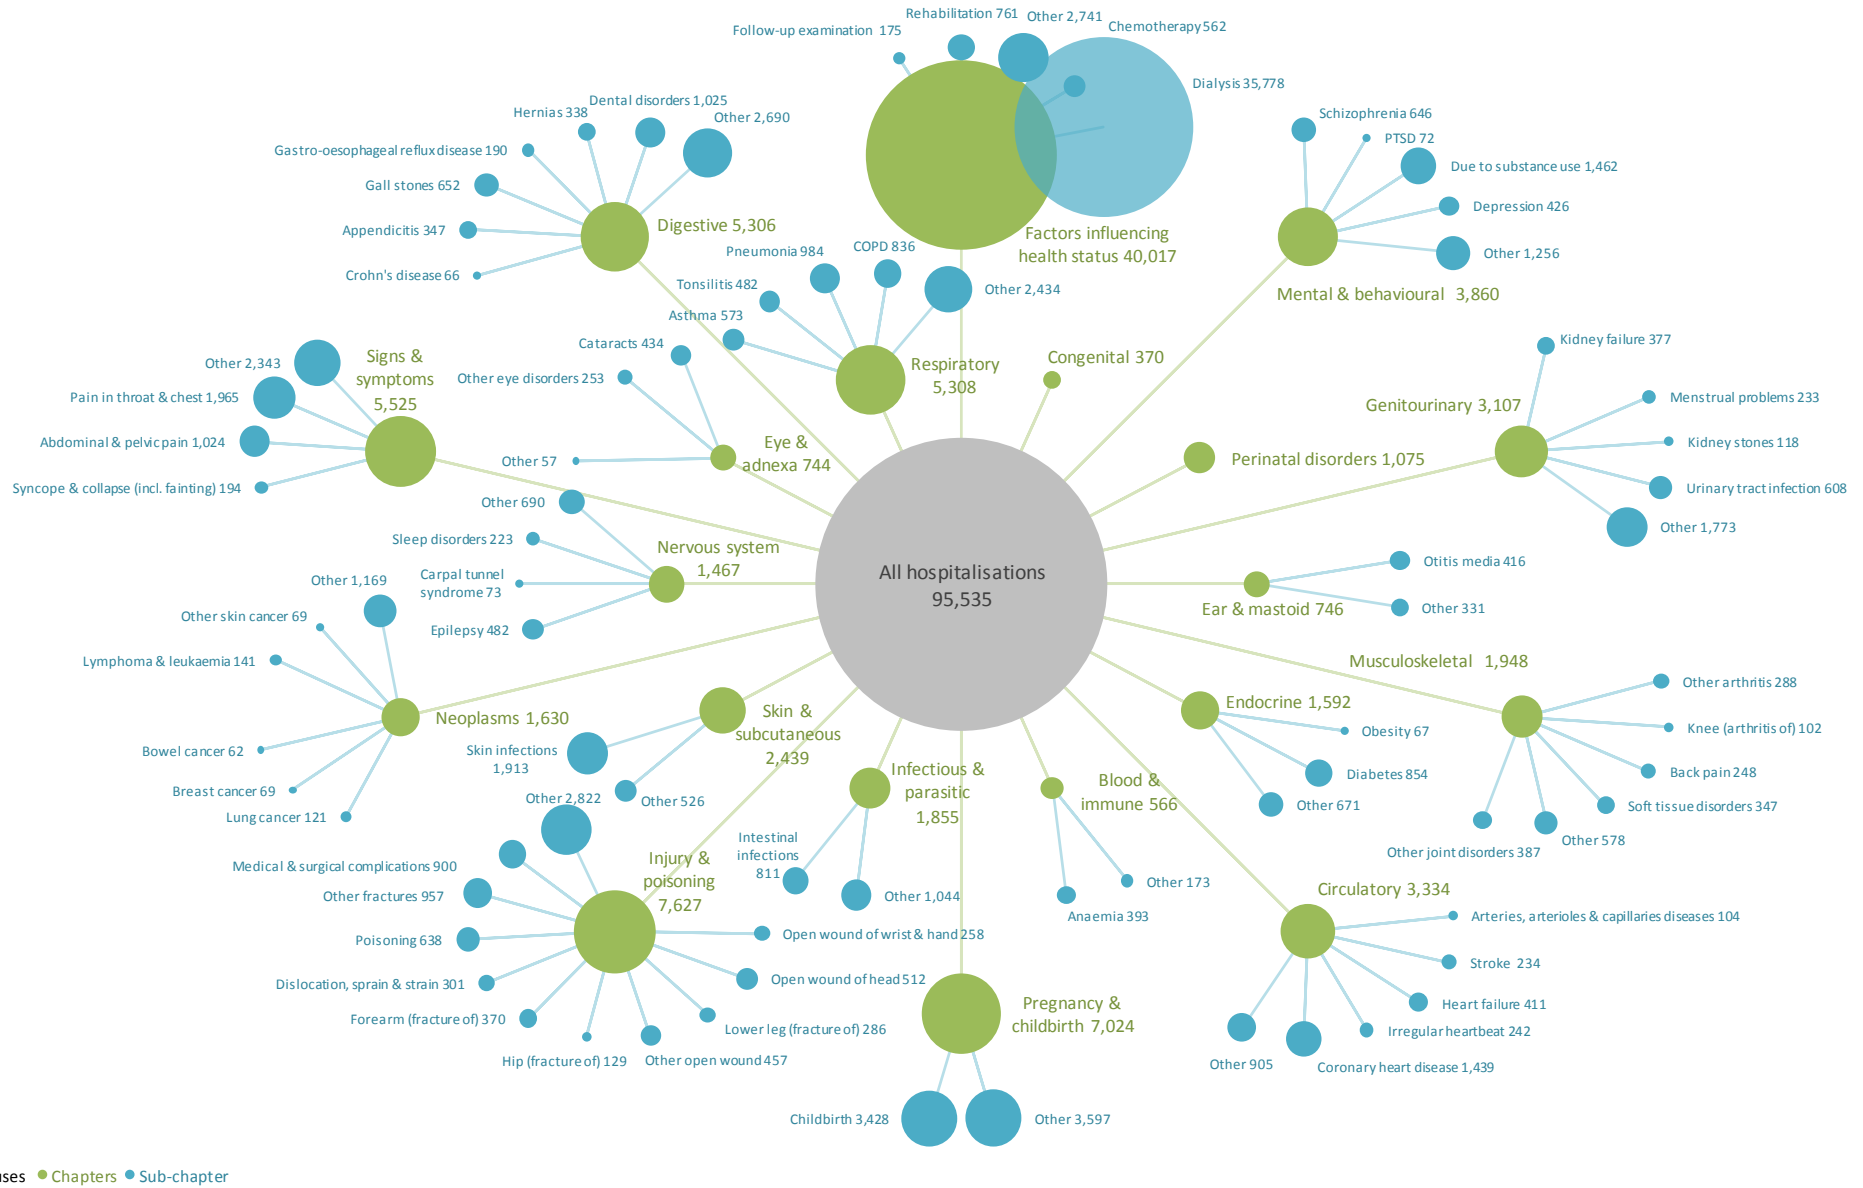 Rehabilitation 761
Other 2,741
Chemotherapy 562
Follow-up examination 175
Dialysis 35,778
Factors influencing
health status 40,017
Hernias 338
Dental disorders 1,025
Other 2,690
Gastro-oesophageal reflux disease 190
Gall stones 652
Appendicitis 347
Crohn's disease 66
Digestive 5,306
Schizophrenia 646
PTSD 72
Due to substance use 1,462
Depression 426
Other 1,256
Mental & behavioural 3,860
Pneumonia 984
COPD 836
Tonsilitis 482
Other 2,434
Asthma 573
Respiratory
5,308
Congenital 370
Cataracts 434
Other eye disorders 253
Other 57
Eye &
adnexa 744
Signs &
symptoms
5,525
Other 2,343
Pain in throat & chest 1,965
Abdominal & pelvic pain 1,024
Syncope & collapse (incl. fainting) 194
Kidney failure 377
Genitourinary 3,107
Menstrual problems 233
Kidney stones 118
Urinary tract infection 608
Other 1,773
Perinatal disorders 1,075
Other 690
Sleep disorders 223
Carpal tunnel
syndrome 73
Epilepsy 482
Nervous system
1,467
All hospitalisations
95,535
Otitis media 416
Other 331
Ear & mastoid 746
Other 1,169
Other skin cancer 69
Lymphoma & leukaemia 141
Neoplasms 1,630
Bowel cancer 62
Breast cancer 69
Lung cancer 121
Skin &
subcutaneous
2,439
Skin infections
1,913
Other 526
Musculoskeletal 1,948
Other arthritis 288
Knee (arthritis of) 102
Back pain 248
Soft tissue disorders 347
Other 578
Other joint disorders 387
Endocrine 1,592
Obesity 67
Diabetes 854
Other 671
Infectious &
parasitic
1,855
Intestinal
infections
811
Other 1,044
Blood &
immune 566
Other 173
Anaemia 393
Other 2,822
Medical & surgical complications 900
Other fractures 957
Poisoning 638
Dislocation, sprain & strain 301
Forearm (fracture of) 370
Hip (fracture of) 129
Other open wound 457
Lower leg (fracture of) 286
Open wound of head 512
Open wound of wrist & hand 258
Injury &
poisoning
7,627
Circulatory 3,334
Arteries, arterioles & capillaries diseases 104
Stroke 234
Heart failure 411
Irregular heartbeat 242
Coronary heart disease 1,439
Other 905
Pregnancy &
childbirth 7,024
Childbirth 3,428
Other 3,597
Chapters
Sub-chapter